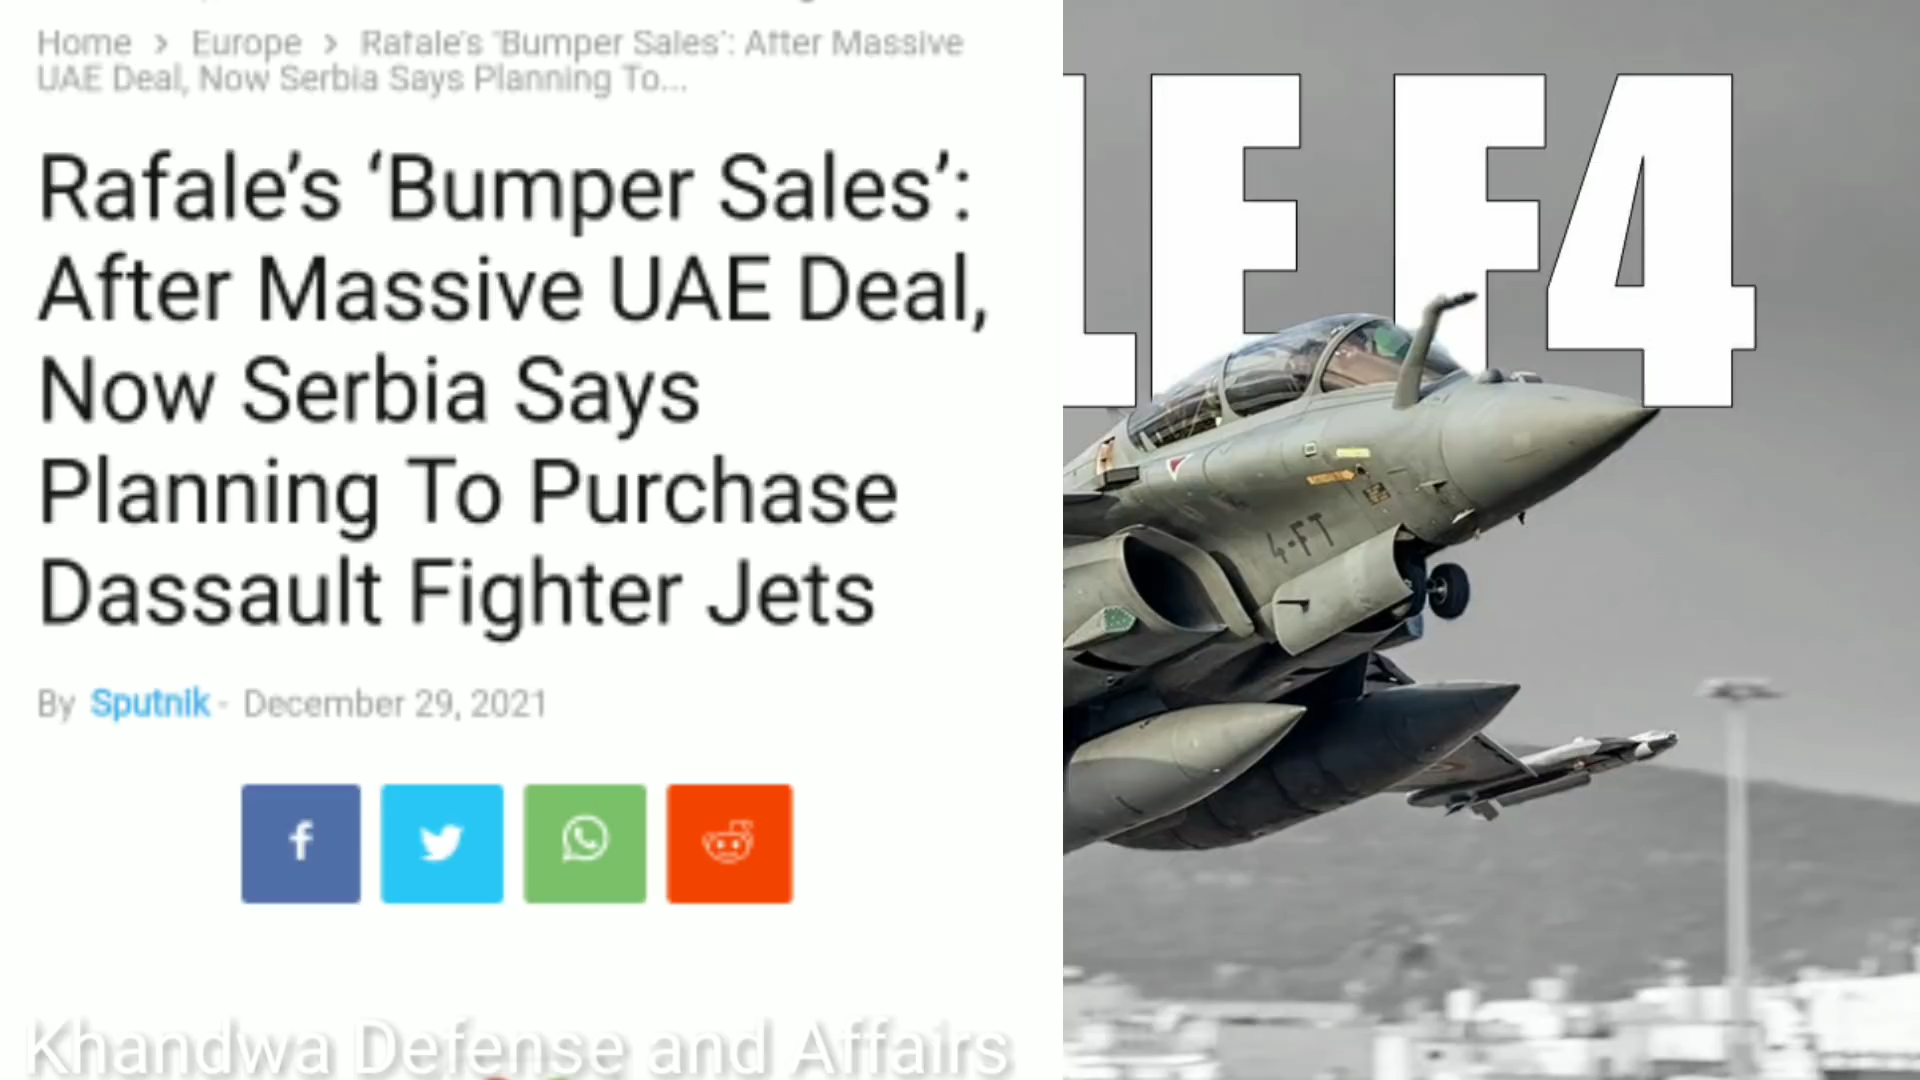 Home > Europe > Rafale's 'Bumper Sales': After Massive
UAE Deal, Now Serbia Says Planning To...
Rafale's 'Bumper Sales':
After Massive UAE Deal,
Now Serbia Says
Planning To Purchase
Dassault Fighter Jets
By Sputnik - December 29, 2021
f
Khandwa Defense and Affairs
LE F4
4-FT